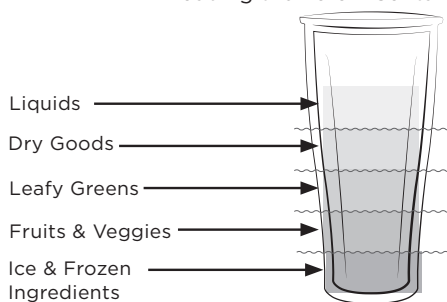 Liquids
Dry Goods
Leafy Greens
Fruits & Veggies
Ice & Frozen
Ingredients